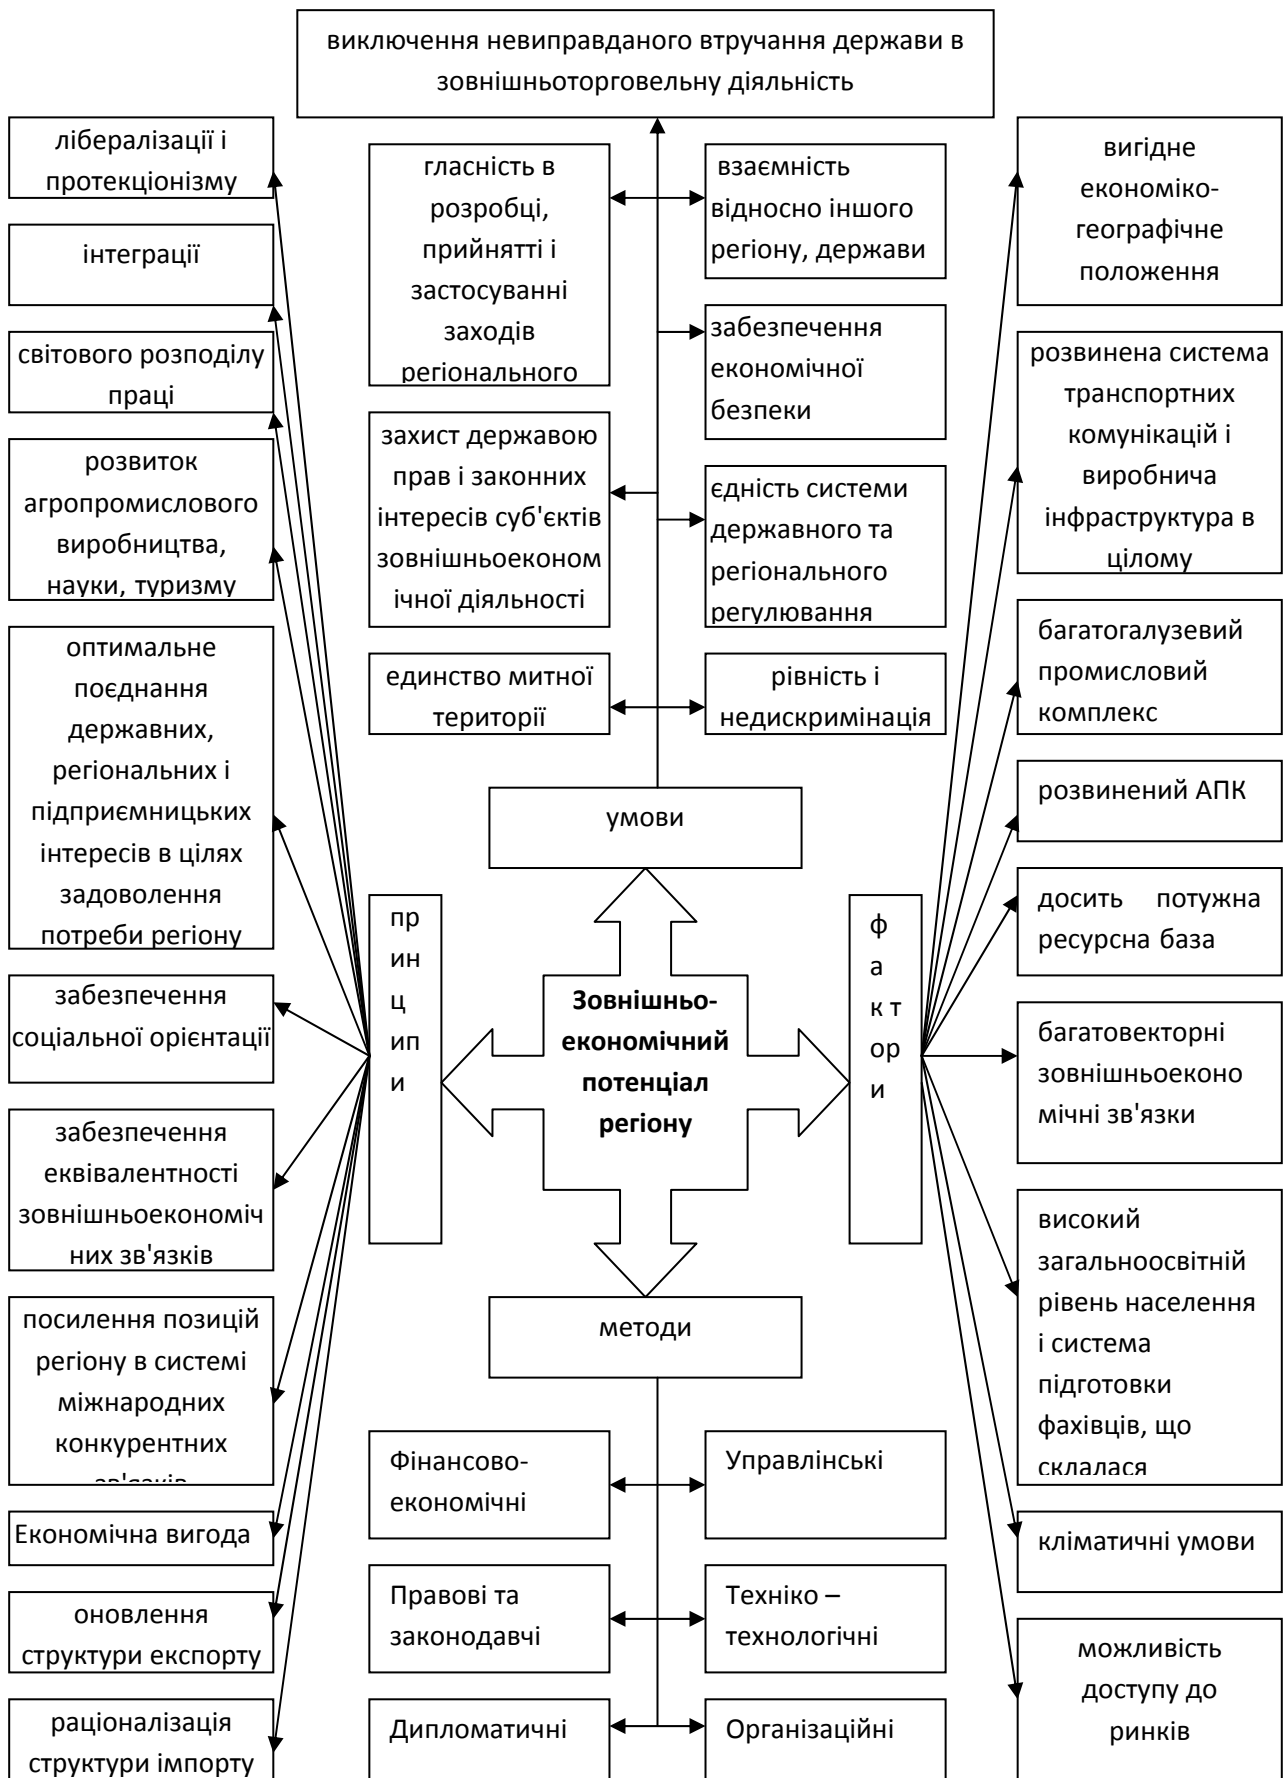 виключення невиправданого втручання держави в
зовнішньоторговельну діяльність
лібералізації і
протекціонізму
інтеграції
світового розподілу
праці
розвиток
агропромислового
виробництва,
науки, туризму
оптимальне
поєднання
державних,
регіональних і
підприємницьких
інтересів в цілях
задоволення
потреби регіону
забезпечення
соціальної орієнтації
забезпечення
еквівалентності
зовнішньоекономіч
них зв'язків
посилення позицій
регіону в системі
міжнародних
конкурентних
зв'язків
Економічна вигода
оновлення
структури експорту
раціоналізація
структури імпорту
гласність в
розробці,
прийнятті і
застосуванні
заходів
регіонального
захист державою
прав і законних
інтересів суб'єктів
зовнішньоеконом
ічної діяльності
единство митної
території
взаємність
відносно іншого
регіону, держави
забезпечення
економічної
безпеки
єдність системи
державного та
регіонального
регулювання
рівність і
недискримінація
умови
пр
ин
ц
ип
и
Зовнішньо-
економічний
потенціал
регіону
ф
а
к т
ор
и
методи
Фінансово-
економічні
Управлінські
Правові та
законодавчі
Техніко –
технологічні
Дипломатичні
Організаційні
вигідне
економіко-
географічне
положення
розвинена система
транспортних
комунікацій і
виробнича
інфраструктура в
цілому
багатогалузевий
промисловий
комплекс
розвинений АПК
досить потужна
ресурсна база
багатовекторні
зовнішньоеконо
мічні зв'язки
високий
загальноосвітній
рівень населення
і система
підготовки
фахівців, що
склалася
кліматичні умови
можливість
доступу до
ринків